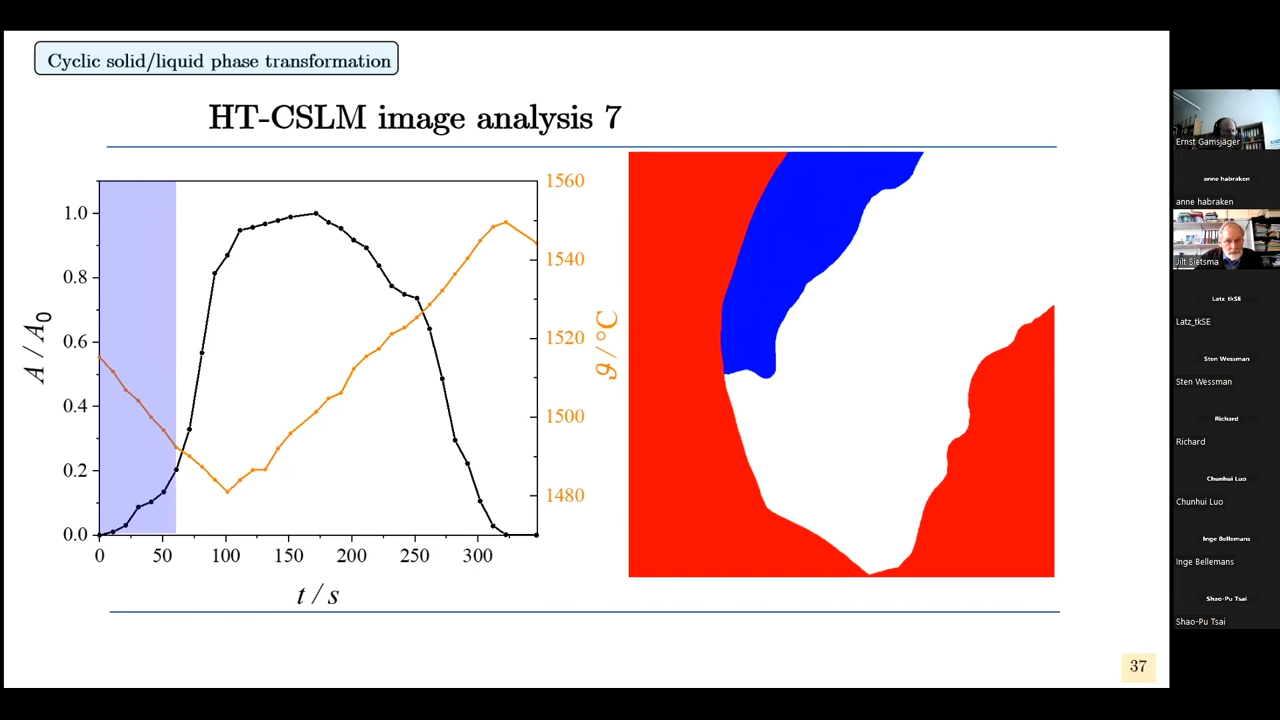 Cyclic solid/liquid phase transformation
HT-CSLM image analysis 7
1.0
0.8
0.6
0.4
0.2
0.0
A / A0
0 50 100 150 200 250 300
t / s
1560
1540
1520
1500
1480
ϑ/°C
37
Ernst Gamsjäger
anne habraken
anne habraken
Jilt Sietsma
Latz_tkSE
Latz_tkSE
Sten Wessman
Sten Wessman
Richard
Richard
Chunhui Luo
Chunhui Luo
Inge Bellemans
Inge Bellemans
Shao-Pu Tsai
Shao-Pu Tsai